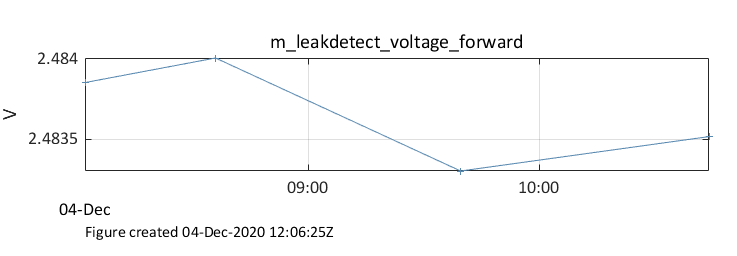 m_leakdetect_voltage_forward
2.484
V
2.4835
09:00 10:00
04-Dec
Figure created 04-Dec-2020 12:06:25Z